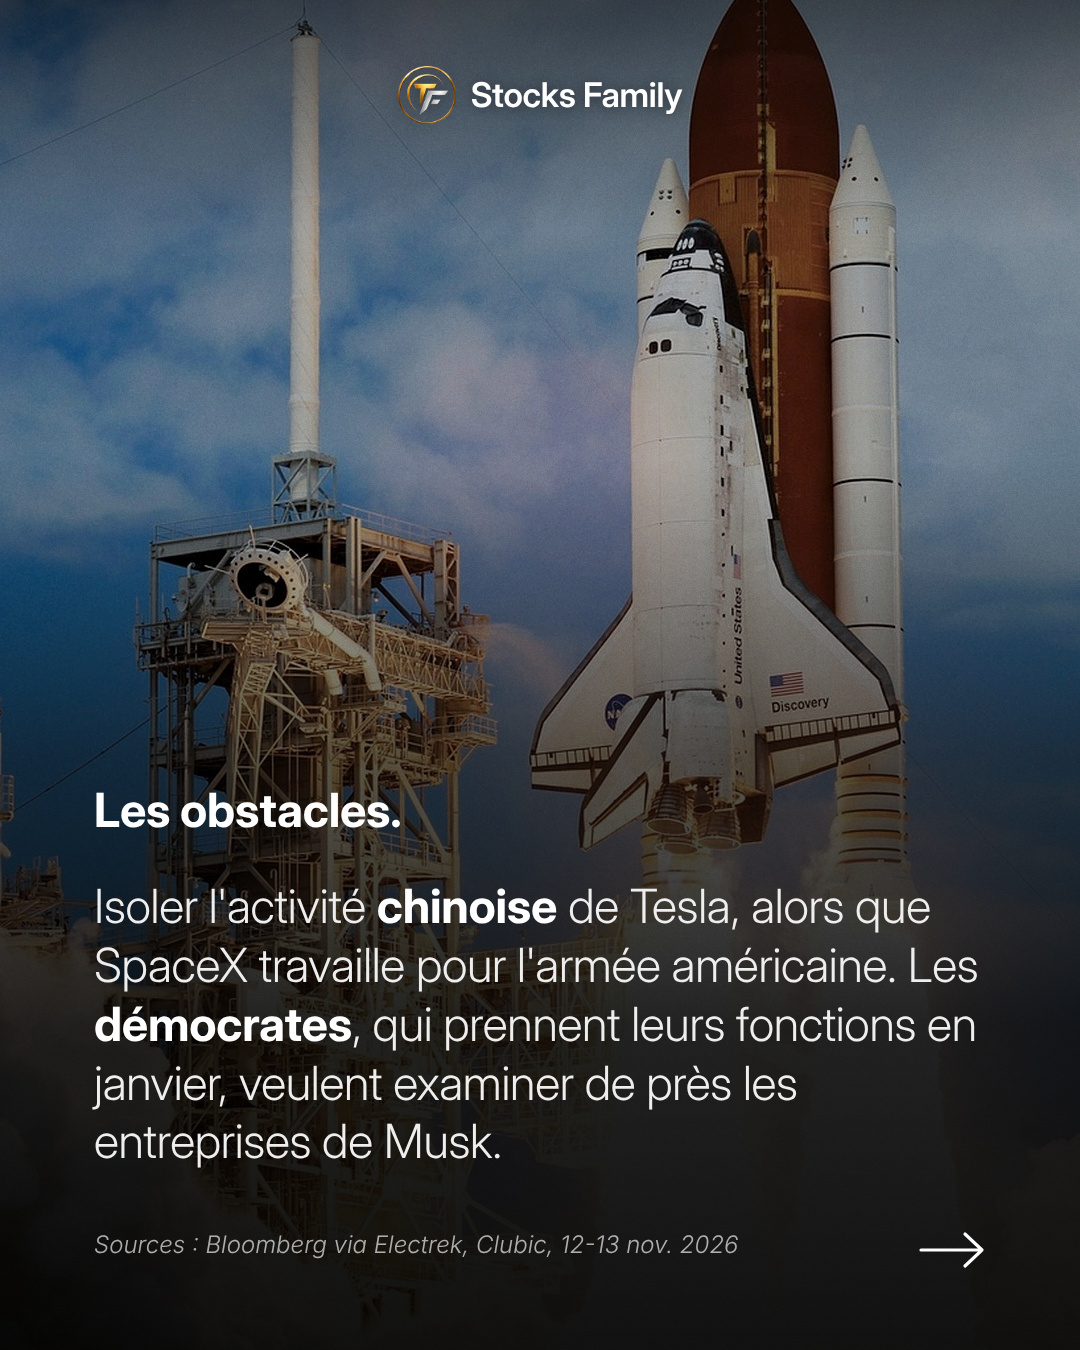 Stocks Family
Discovery
United States
NASA
Discovery
Les obstacles.
Isoler l'activité chinoise de Tesla, alors que
SpaceX travaille pour l'armée américaine. Les
démocrates, qui prennent leurs fonctions en
janvier, veulent examiner de près les
entreprises de Musk.
Sources : Bloomberg via Electrek, Clubic, 12-13 nov. 2026